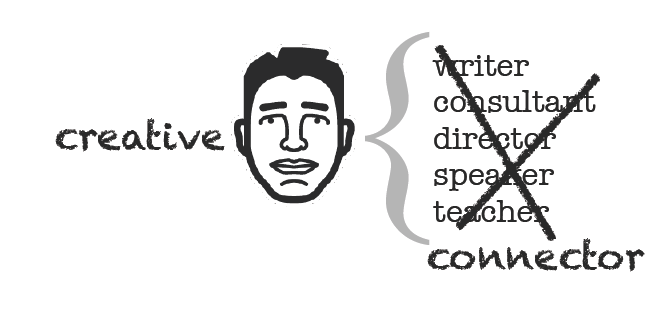 creative
writer
consultant
director
speaker
teacher
connector